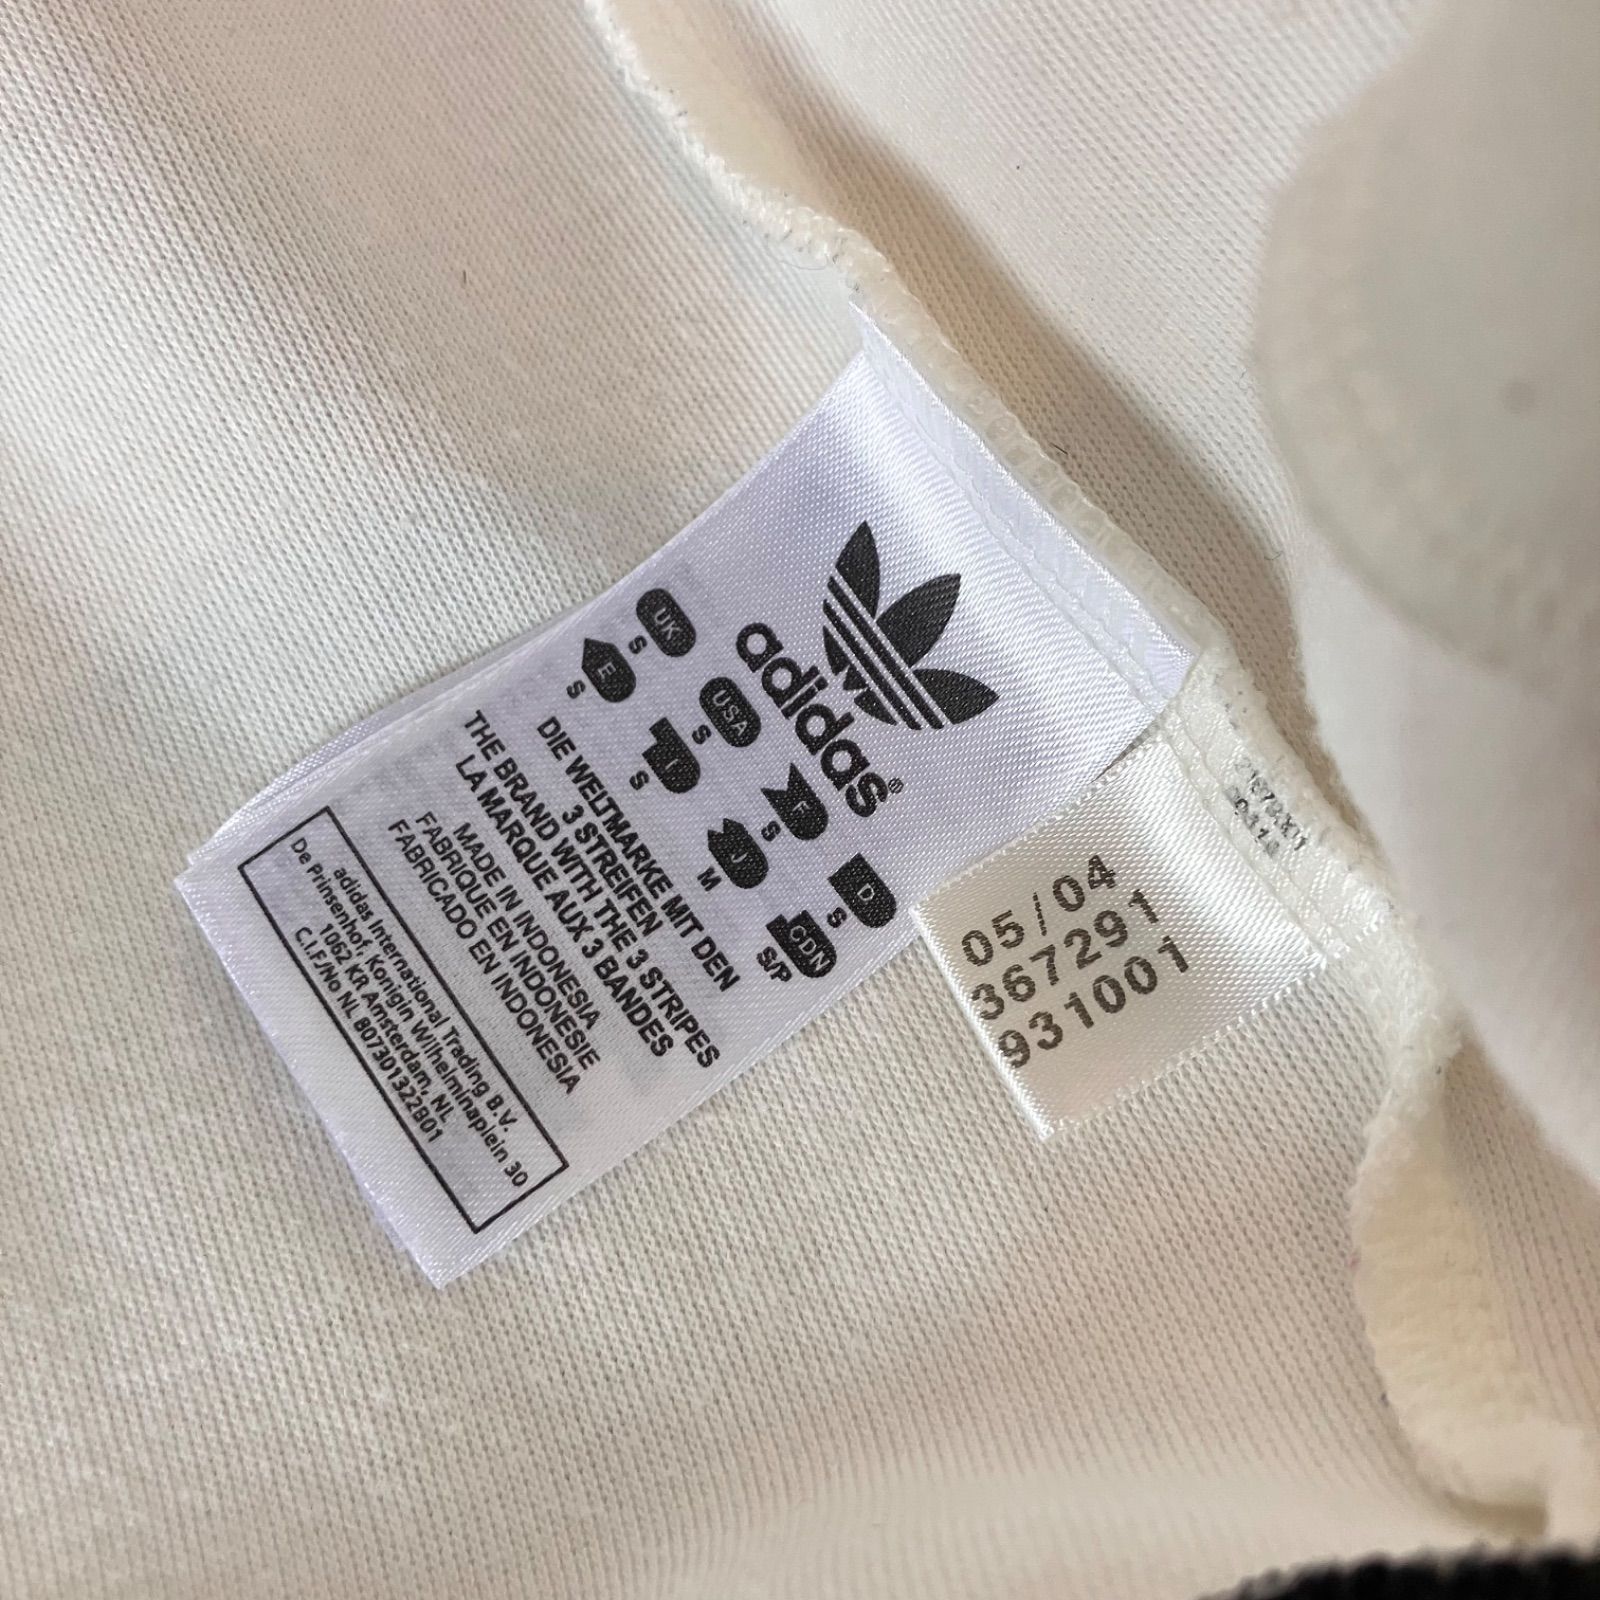 adidas®
D USA UK
S S S
F I E
S S S
CDN J
S/P M
DIE WELTMARKE MIT DEN
3 STREIFEN
THE BRAND WITH THE 3 STRIPES
LA MARQUE AUX 3 BANDES
MADE IN INDONESIA
FABRIQUE EN INDONESIE
FABRICADO EN INDONESIA
adidas International Trading B.V.
De Prinsenhof, Konigin Wilhelminaplein 30
1062 KR Amsterdam, NL
C.I.F/No NL 807301322B01
05/04
367291
931001